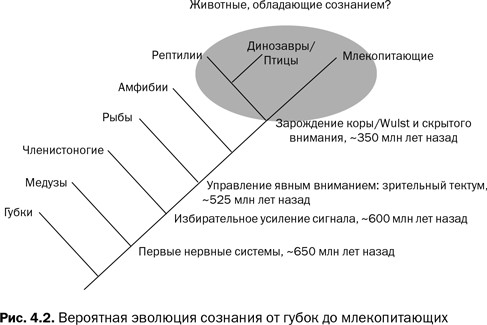 Животные, обладающие сознанием?
Динозавры/
Птицы
Рептилии
Млекопитающие
Амфибии
Рыбы
Зарождение коры/Wulst и скрытого
внимания, ~350 млн лет назад
Членистоногие
Медузы
Управление явным вниманием: зрительный тектум,
~525 млн лет назад
Губки
Избирательное усиление сигнала, ~600 млн лет назад
Первые нервные системы, ~650 млн лет назад
Рис. 4.2. Вероятная эволюция сознания от губок до млекопитающих